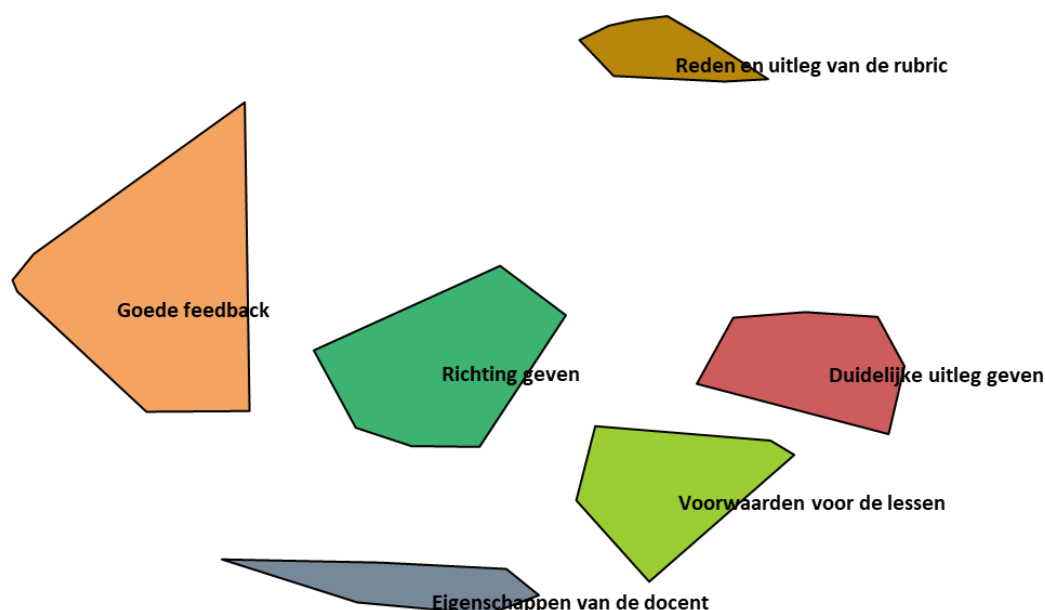 Reden en uitleg van de rubric
Goede feedback
Richting geven
Duidelijke uitleg geven
Voorwaarden voor de lessen
Eigenschappen van de docent